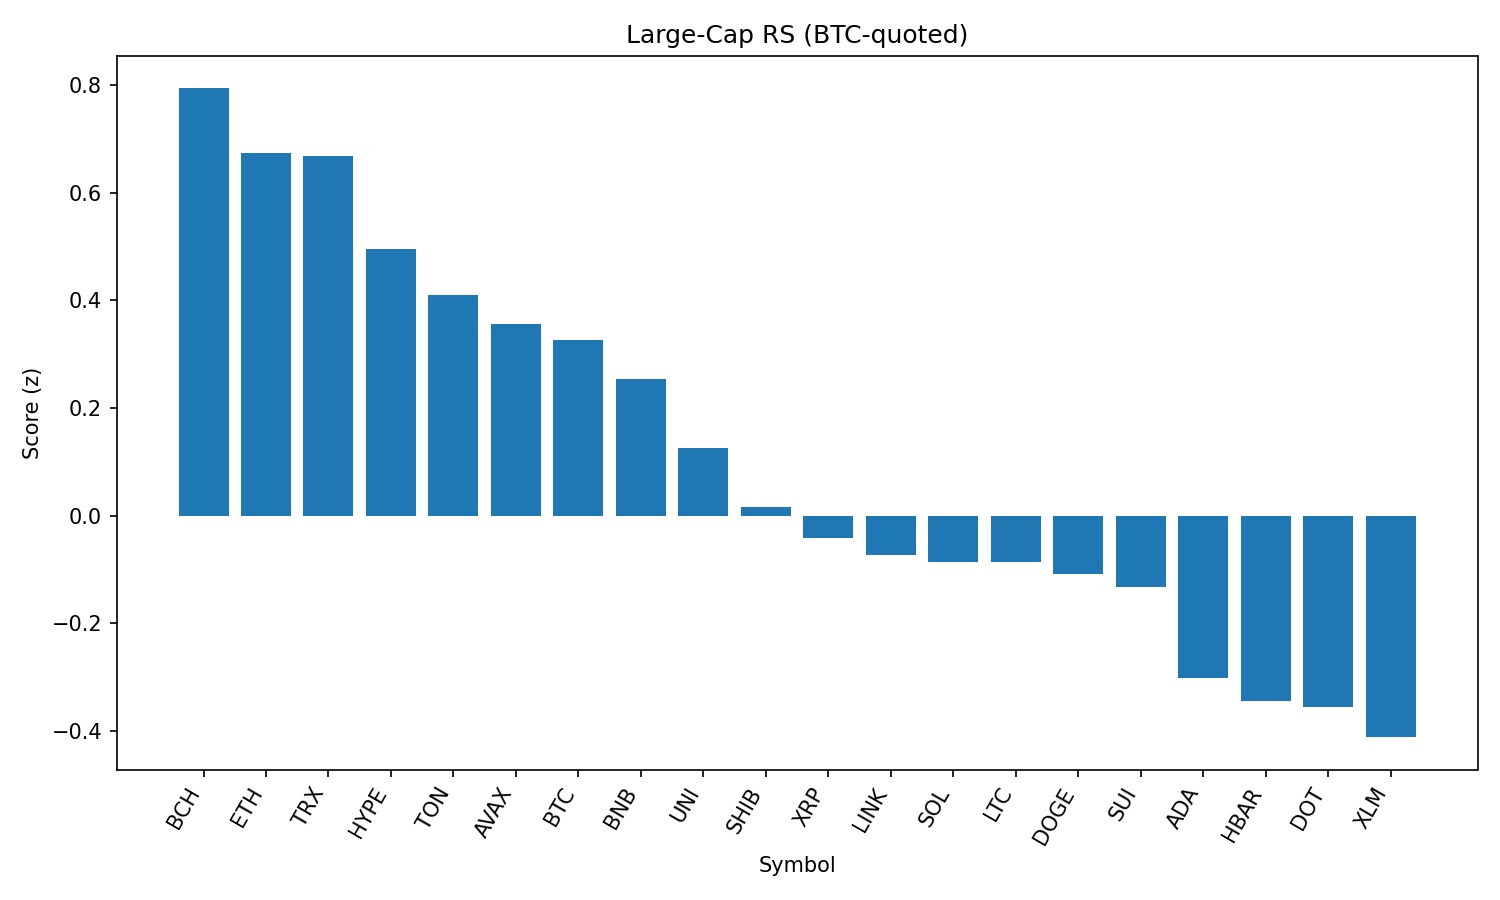 Large-Cap RS (BTC-quoted)
Score (z)
0.8
0.6
0.4
0.2
0.0
−0.2
−0.4
BCH
ETH
TRX
HYPE
TON
AVAX
BTC
BNB
UNI
SHIB
XRP
LINK
SOL
LTC
DOGE
SUI
ADA
HBAR
DOT
XLM
Symbol